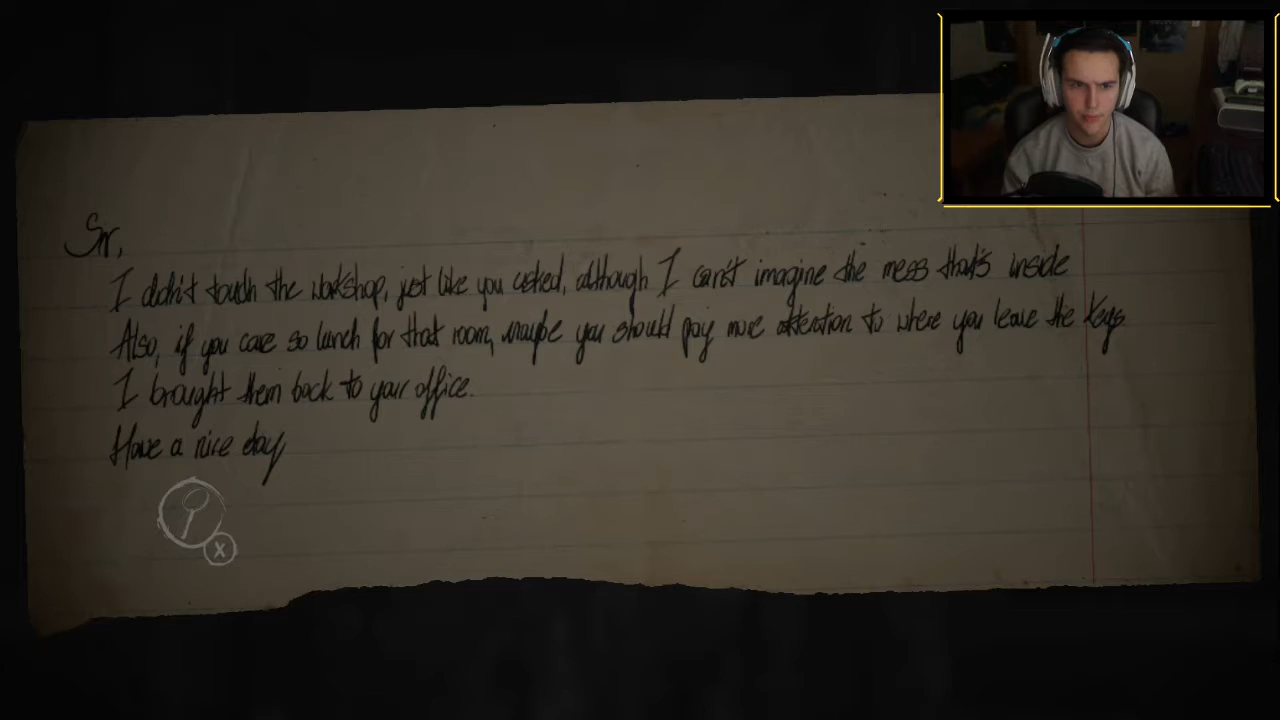 Sir,
I didn't touch the workshop, just like you asked, although I can't imagine the mess that's inside
Also, if you care so much for that room, maybe you should pay more attention to where you leave the keys
I brought them back to your office.
Have a nice day
X